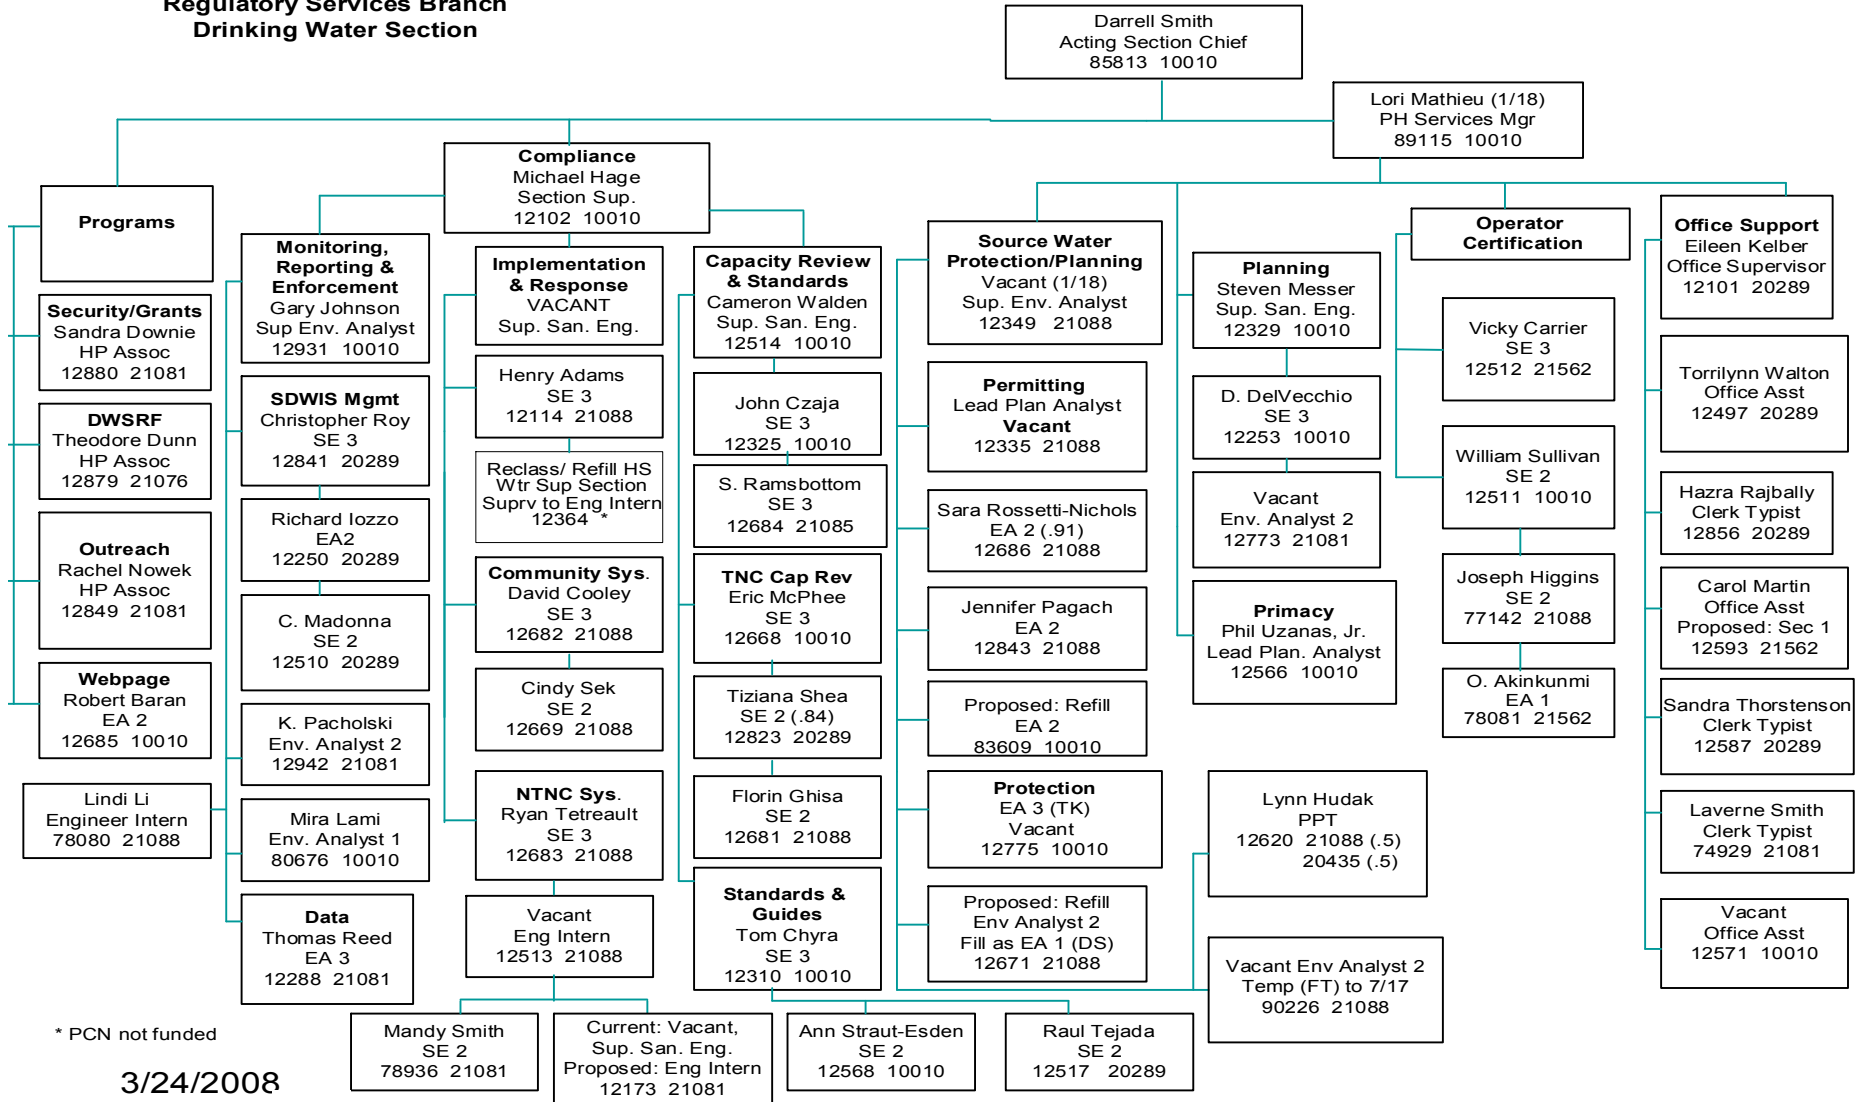 Regulatory Services Branch
Drinking Water Section
Darrell Smith
Acting Section Chief
85813 10010
Lori Mathieu (1/18)
PH Services Mgr
89115 10010
Compliance
Michael Hage
Section Sup.
12102 10010
Programs
Security/Grants
Sandra Downie
HP Assoc
12880 21081
DWSRF
Theodore Dunn
HP Assoc
12879 21076
Outreach
Rachel Nowek
HP Assoc
12849 21081
Webpage
Robert Baran
EA 2
12685 10010
Lindi Li
Engineer Intern
78080 21088
Monitoring,
Reporting &
Enforcement
Gary Johnson
Sup Env. Analyst
12931 10010
SDWIS Mgmt
Christopher Roy
SE 3
12841 20289
Richard Iozzo
EA2
12250 20289
C. Madonna
SE 2
12510 20289
K. Pacholski
Env. Analyst 2
12942 21081
Mira Lami
Env. Analyst 1
80676 10010
Data
Thomas Reed
EA 3
12288 21081
Implementation
& Response
VACANT
Sup. San. Eng.
Henry Adams
SE 3
12114 21088
Reclass/ Refill HS
Wtr Sup Section
Suprv to Eng Intern
12364 *
Community Sys.
David Cooley
SE 3
12682 21088
Cindy Sek
SE 2
12669 21088
NTNC Sys.
Ryan Tetreault
SE 3
12683 21088
Vacant
Eng Intern
12513 21088
Mandy Smith
SE 2
78936 21081
Current: Vacant,
Sup. San. Eng.
Proposed: Eng Intern
12173 21081
Capacity Review
& Standards
Cameron Walden
Sup. San. Eng.
12514 10010
John Czaja
SE 3
12325 10010
S. Ramsbottom
SE 3
12684 21085
TNC Cap Rev
Eric McPhee
SE 3
12668 10010
Tiziana Shea
SE 2 (.84)
12823 20289
Florin Ghisa
SE 2
12681 21088
Standards &
Guides
Tom Chyra
SE 3
12310 10010
Ann Straut-Esden
SE 2
12568 10010
Raul Tejada
SE 2
12517 20289
Source Water
Protection/Planning
Vacant (1/18)
Sup. Env. Analyst
12349 21088
Permitting
Lead Plan Analyst
Vacant
12335 21088
Sara Rossetti-Nichols
EA 2 (.91)
12686 21088
Jennifer Pagach
EA 2
12843 21088
Proposed: Refill
EA 2
83609 10010
Protection
EA 3 (TK)
Vacant
12775 10010
Proposed: Refill
Env Analyst 2
Fill as EA 1 (DS)
12671 21088
Lynn Hudak
PPT
12620 21088 (.5)
20435 (.5)
Vacant Env Analyst 2
Temp (FT) to 7/17
90226 21088
Planning
Steven Messer
Sup. San. Eng.
12329 10010
D. DelVecchio
SE 3
12253 10010
Vacant
Env. Analyst 2
12773 21081
Primacy
Phil Uzanas, Jr.
Lead Plan. Analyst
12566 10010
Operator
Certification
Vicky Carrier
SE 3
12512 21562
William Sullivan
SE 2
12511 10010
Joseph Higgins
SE 2
77142 21088
O. Akinkunmi
EA 1
78081 21562
Office Support
Eileen Kelber
Office Supervisor
12101 20289
Torrilynn Walton
Office Asst
12497 20289
Hazra Rajbally
Clerk Typist
12856 20289
Carol Martin
Office Asst
Proposed: Sec 1
12593 21562
Sandra Thorstenson
Clerk Typist
12587 20289
Laverne Smith
Clerk Typist
74929 21081
Vacant
Office Asst
12571 10010
* PCN not funded
3/24/2008